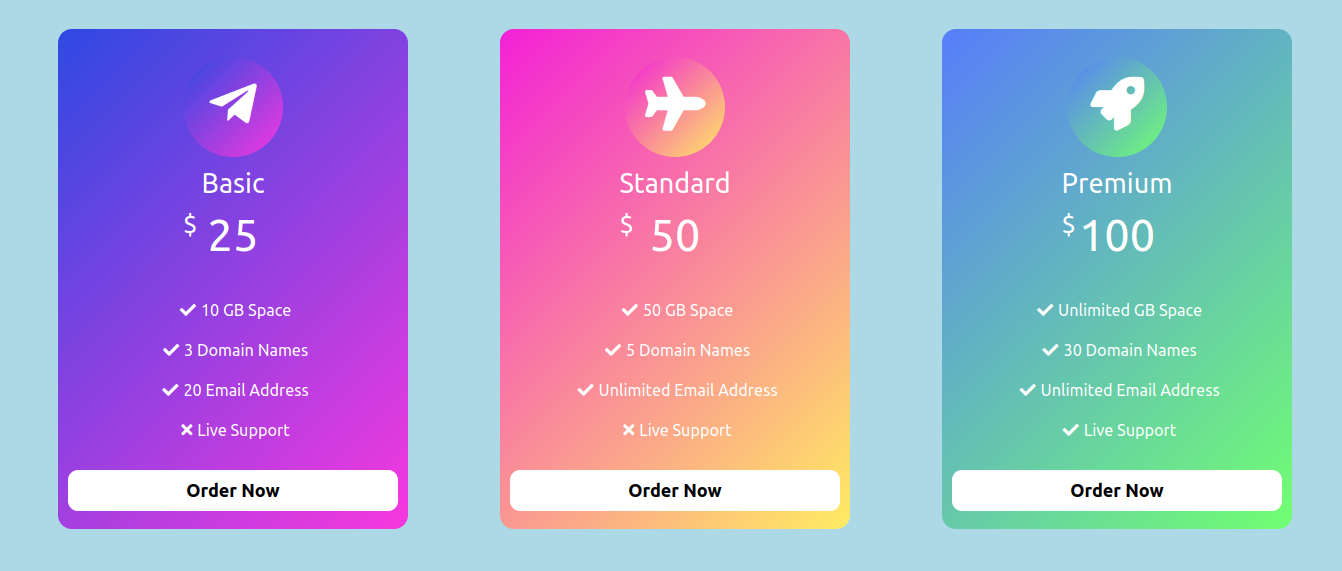 Basic
$ 25
10 GB Space
3 Domain Names
20 Email Address
Live Support
Order Now
Standard
$ 50
50 GB Space
5 Domain Names
Unlimited Email Address
Live Support
Order Now
Premium
$ 100
Unlimited GB Space
30 Domain Names
Unlimited Email Address
Live Support
Order Now